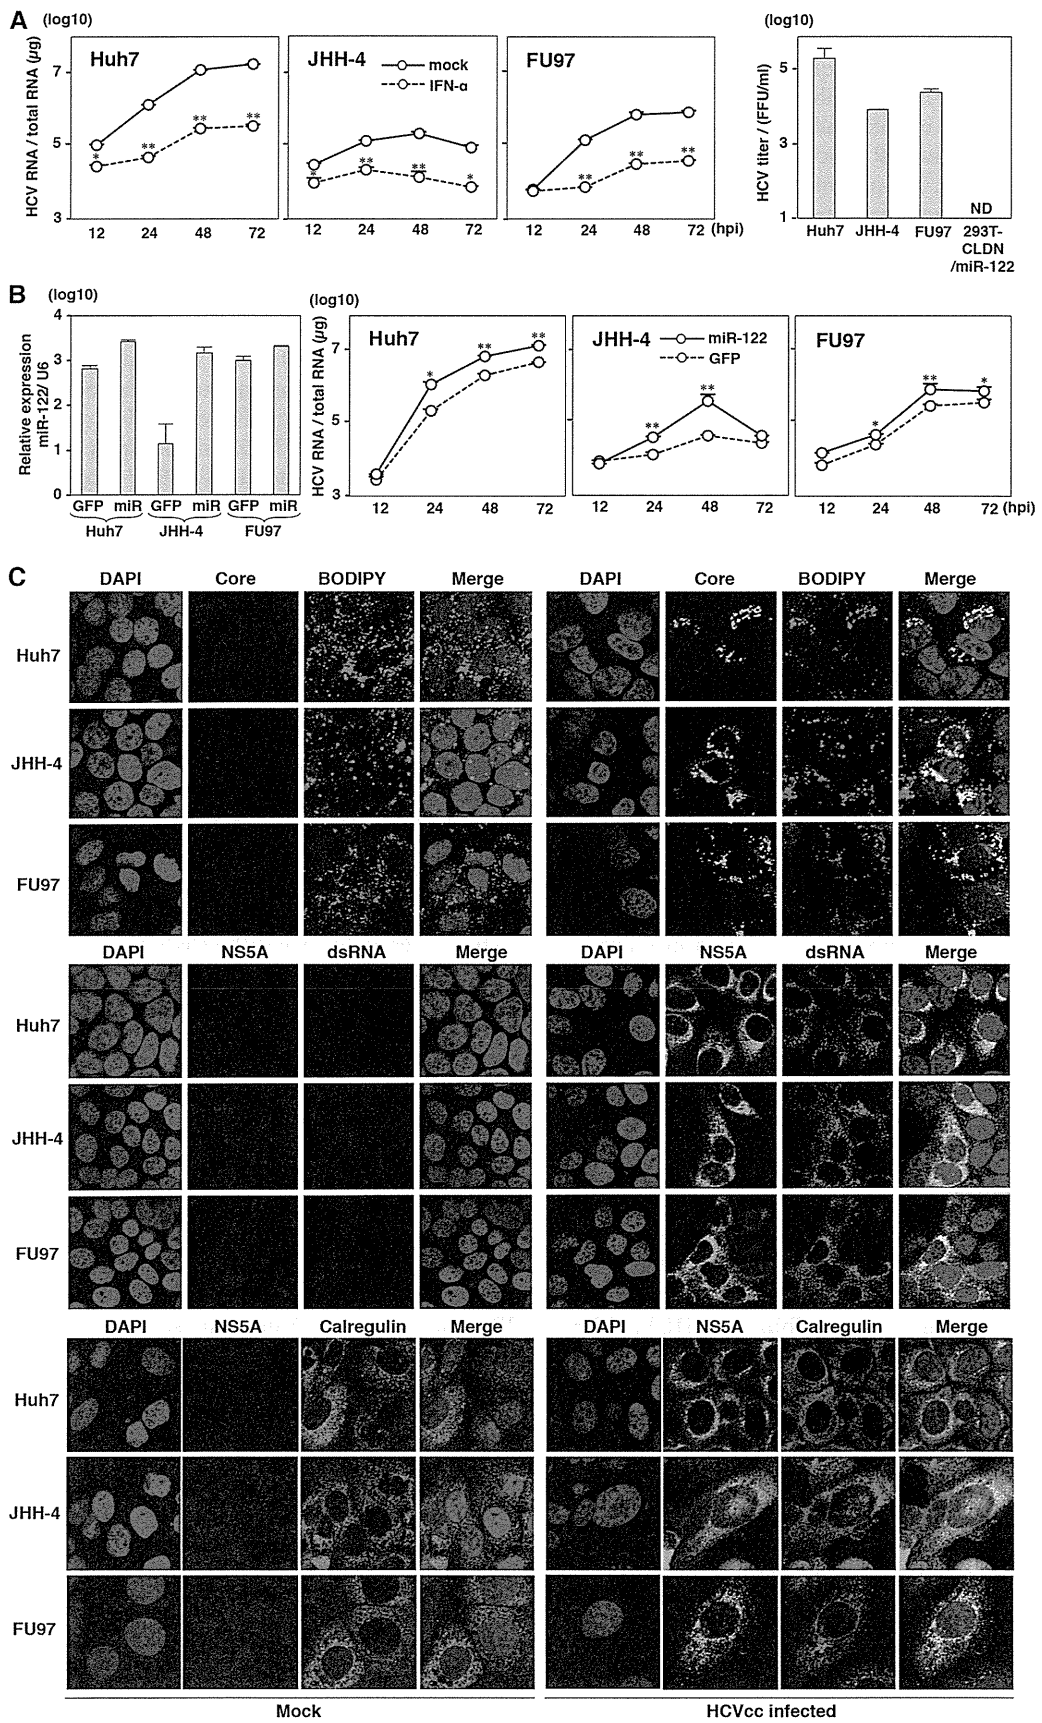 A (log10)
HCV RNA / total RNA (µg)
7
5
3
Huh7
* ** ** **
12 24 48 72
JHH-4
mock
IFN-α
* ** ** *
12 24 48 72
FU97
** ** **
12 24 48 72 (hpi)
(log10)
HCV titer / (FFU/ml)
5
3
1
ND
Huh7 JHH-4 FU97 293T-
CLDN
/miR-122
B (log10)
Relative expression
miR-122/ U6
4
3
2
1
0
GFP miR GFP miR GFP miR
Huh7 JHH-4 FU97
(log10)
HCV RNA / total RNA (µg)
7
5
3
Huh7
* ** **
12 24 48 72
JHH-4
miR-122
GFP
** **
12 24 48 72
FU97
* ** *
12 24 48 72 (hpi)
C
DAPI Core BODIPY Merge DAPI Core BODIPY Merge
Huh7
JHH-4
FU97
DAPI NS5A dsRNA Merge DAPI NS5A dsRNA Merge
Huh7
JHH-4
FU97
DAPI NS5A Calregulin Merge DAPI NS5A Calregulin Merge
Huh7
JHH-4
FU97
Mock HCVcc infected